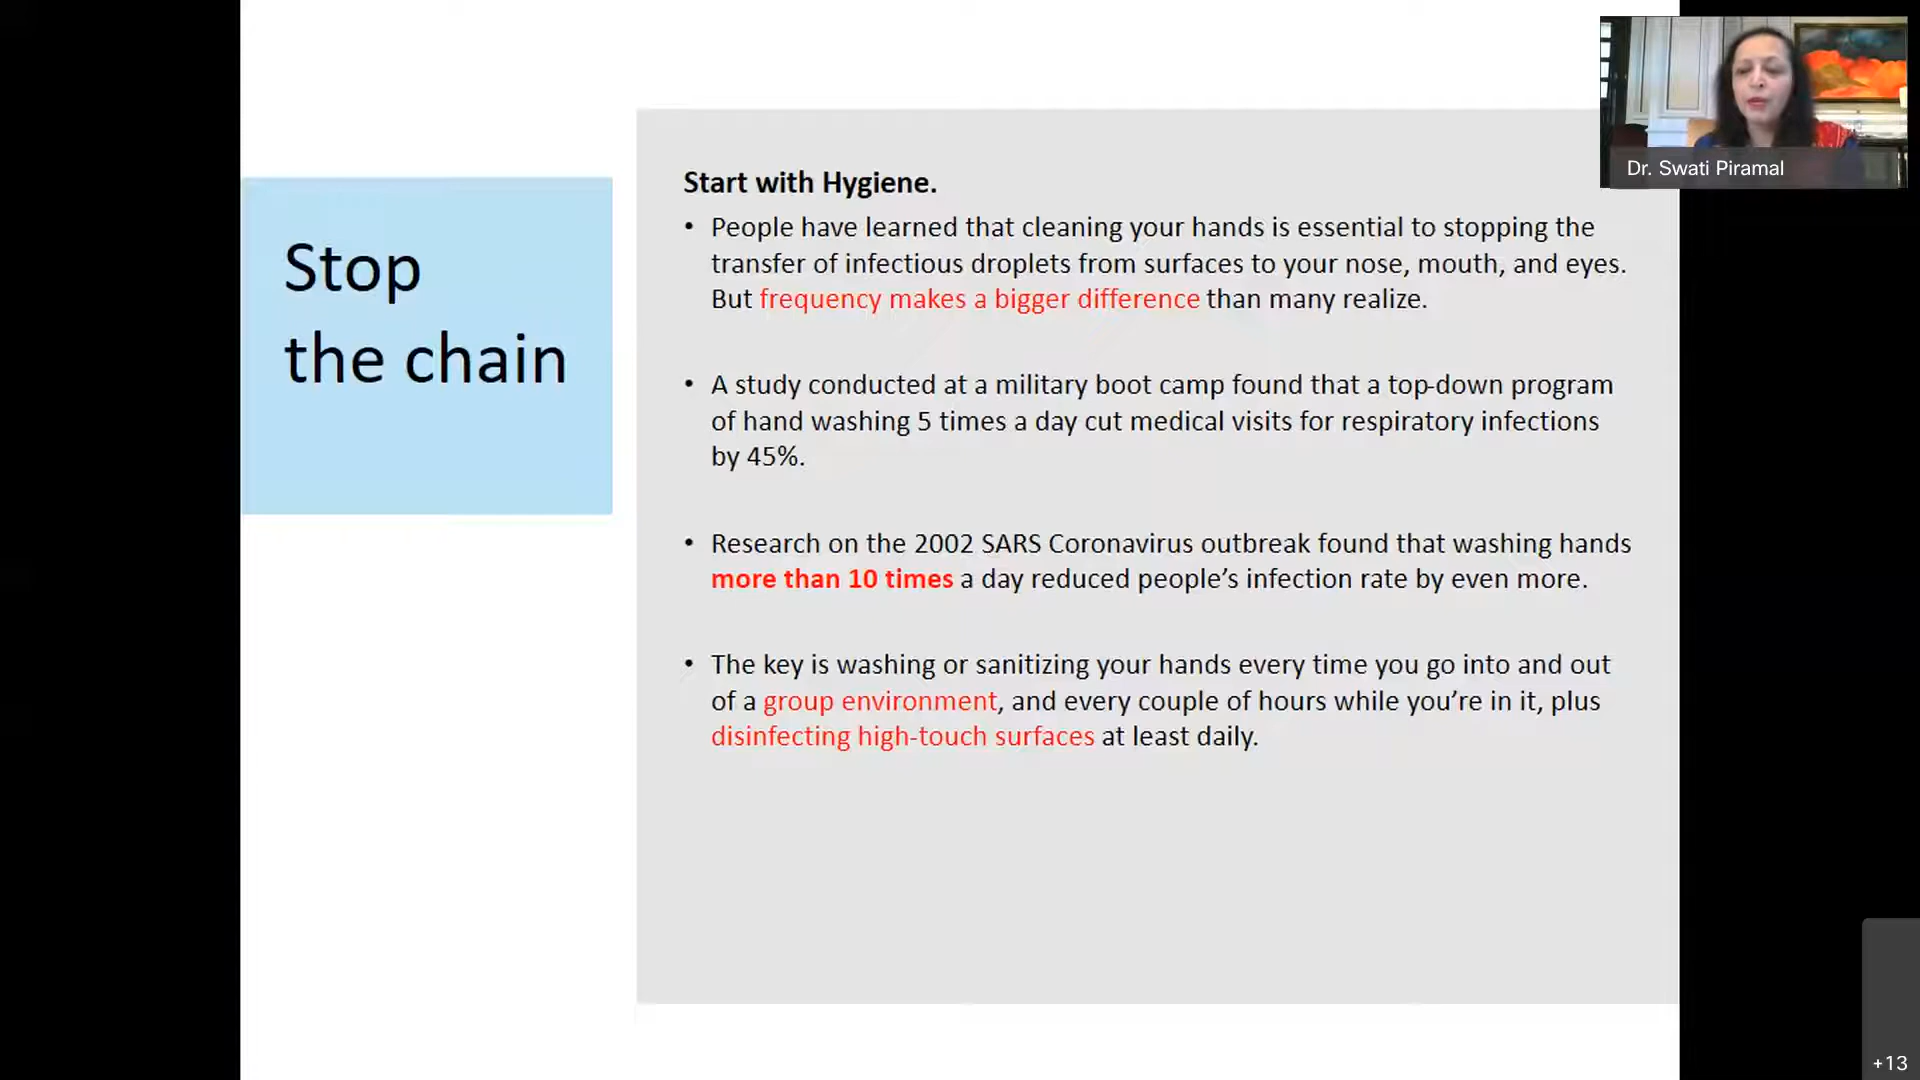 Stop
the chain
Start with Hygiene.
• People have learned that cleaning your hands is essential to stopping the
transfer of infectious droplets from surfaces to your nose, mouth, and eyes.
But frequency makes a bigger difference than many realize.
• A study conducted at a military boot camp found that a top-down program
of hand washing 5 times a day cut medical visits for respiratory infections
by 45%.
• Research on the 2002 SARS Coronavirus outbreak found that washing hands
more than 10 times a day reduced people’s infection rate by even more.
• The key is washing or sanitizing your hands every time you go into and out
of a group environment, and every couple of hours while you’re in it, plus
disinfecting high-touch surfaces at least daily.
Dr. Swati Piramal
+13